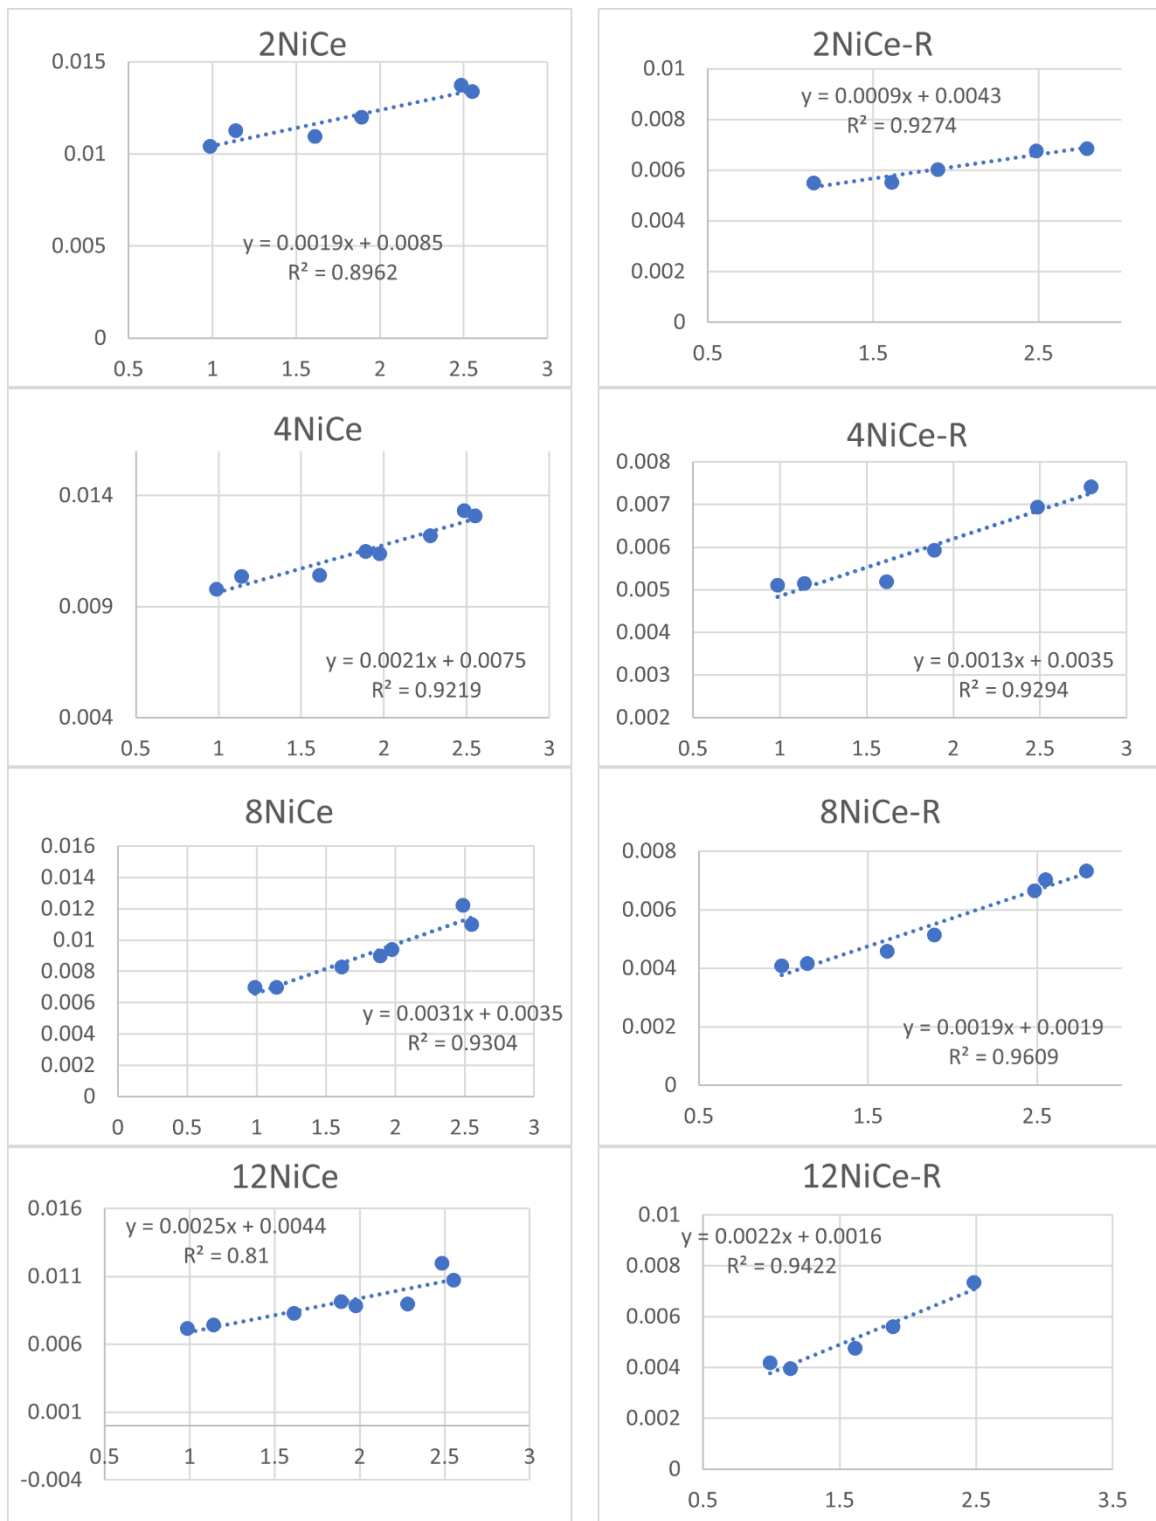 2NiCe
0.015
0.01
0.005
0
y = 0.0019x + 0.0085
R² = 0.8962
0.5 1 1.5 2 2.5 3
2NiCe-R
0.01
0.008
0.006
0.004
0.002
0
y = 0.0009x + 0.0043
R² = 0.9274
0.5 1.5 2.5
4NiCe
0.014
0.009
0.004
y = 0.0021x + 0.0075
R² = 0.9219
0.5 1 1.5 2 2.5 3
4NiCe-R
0.008
0.007
0.006
0.005
0.004
0.003
0.002
y = 0.0013x + 0.0035
R² = 0.9294
0.5 1 1.5 2 2.5 3
8NiCe
0.016
0.014
0.012
0.01
0.008
0.006
0.004
0.002
0
y = 0.0031x + 0.0035
R² = 0.9304
0 0.5 1 1.5 2 2.5 3
8NiCe-R
0.008
0.006
0.004
0.002
0
y = 0.0019x + 0.0019
R² = 0.9609
0.5 1.5 2.5
12NiCe
0.016
0.011
0.006
0.001
-0.004
y = 0.0025x + 0.0044
R² = 0.81
0.5 1 1.5 2 2.5 3
12NiCe-R
0.01
0.008
0.006
0.004
0.002
0
y = 0.0022x + 0.0016
R² = 0.9422
0.5 1.5 2.5 3.5